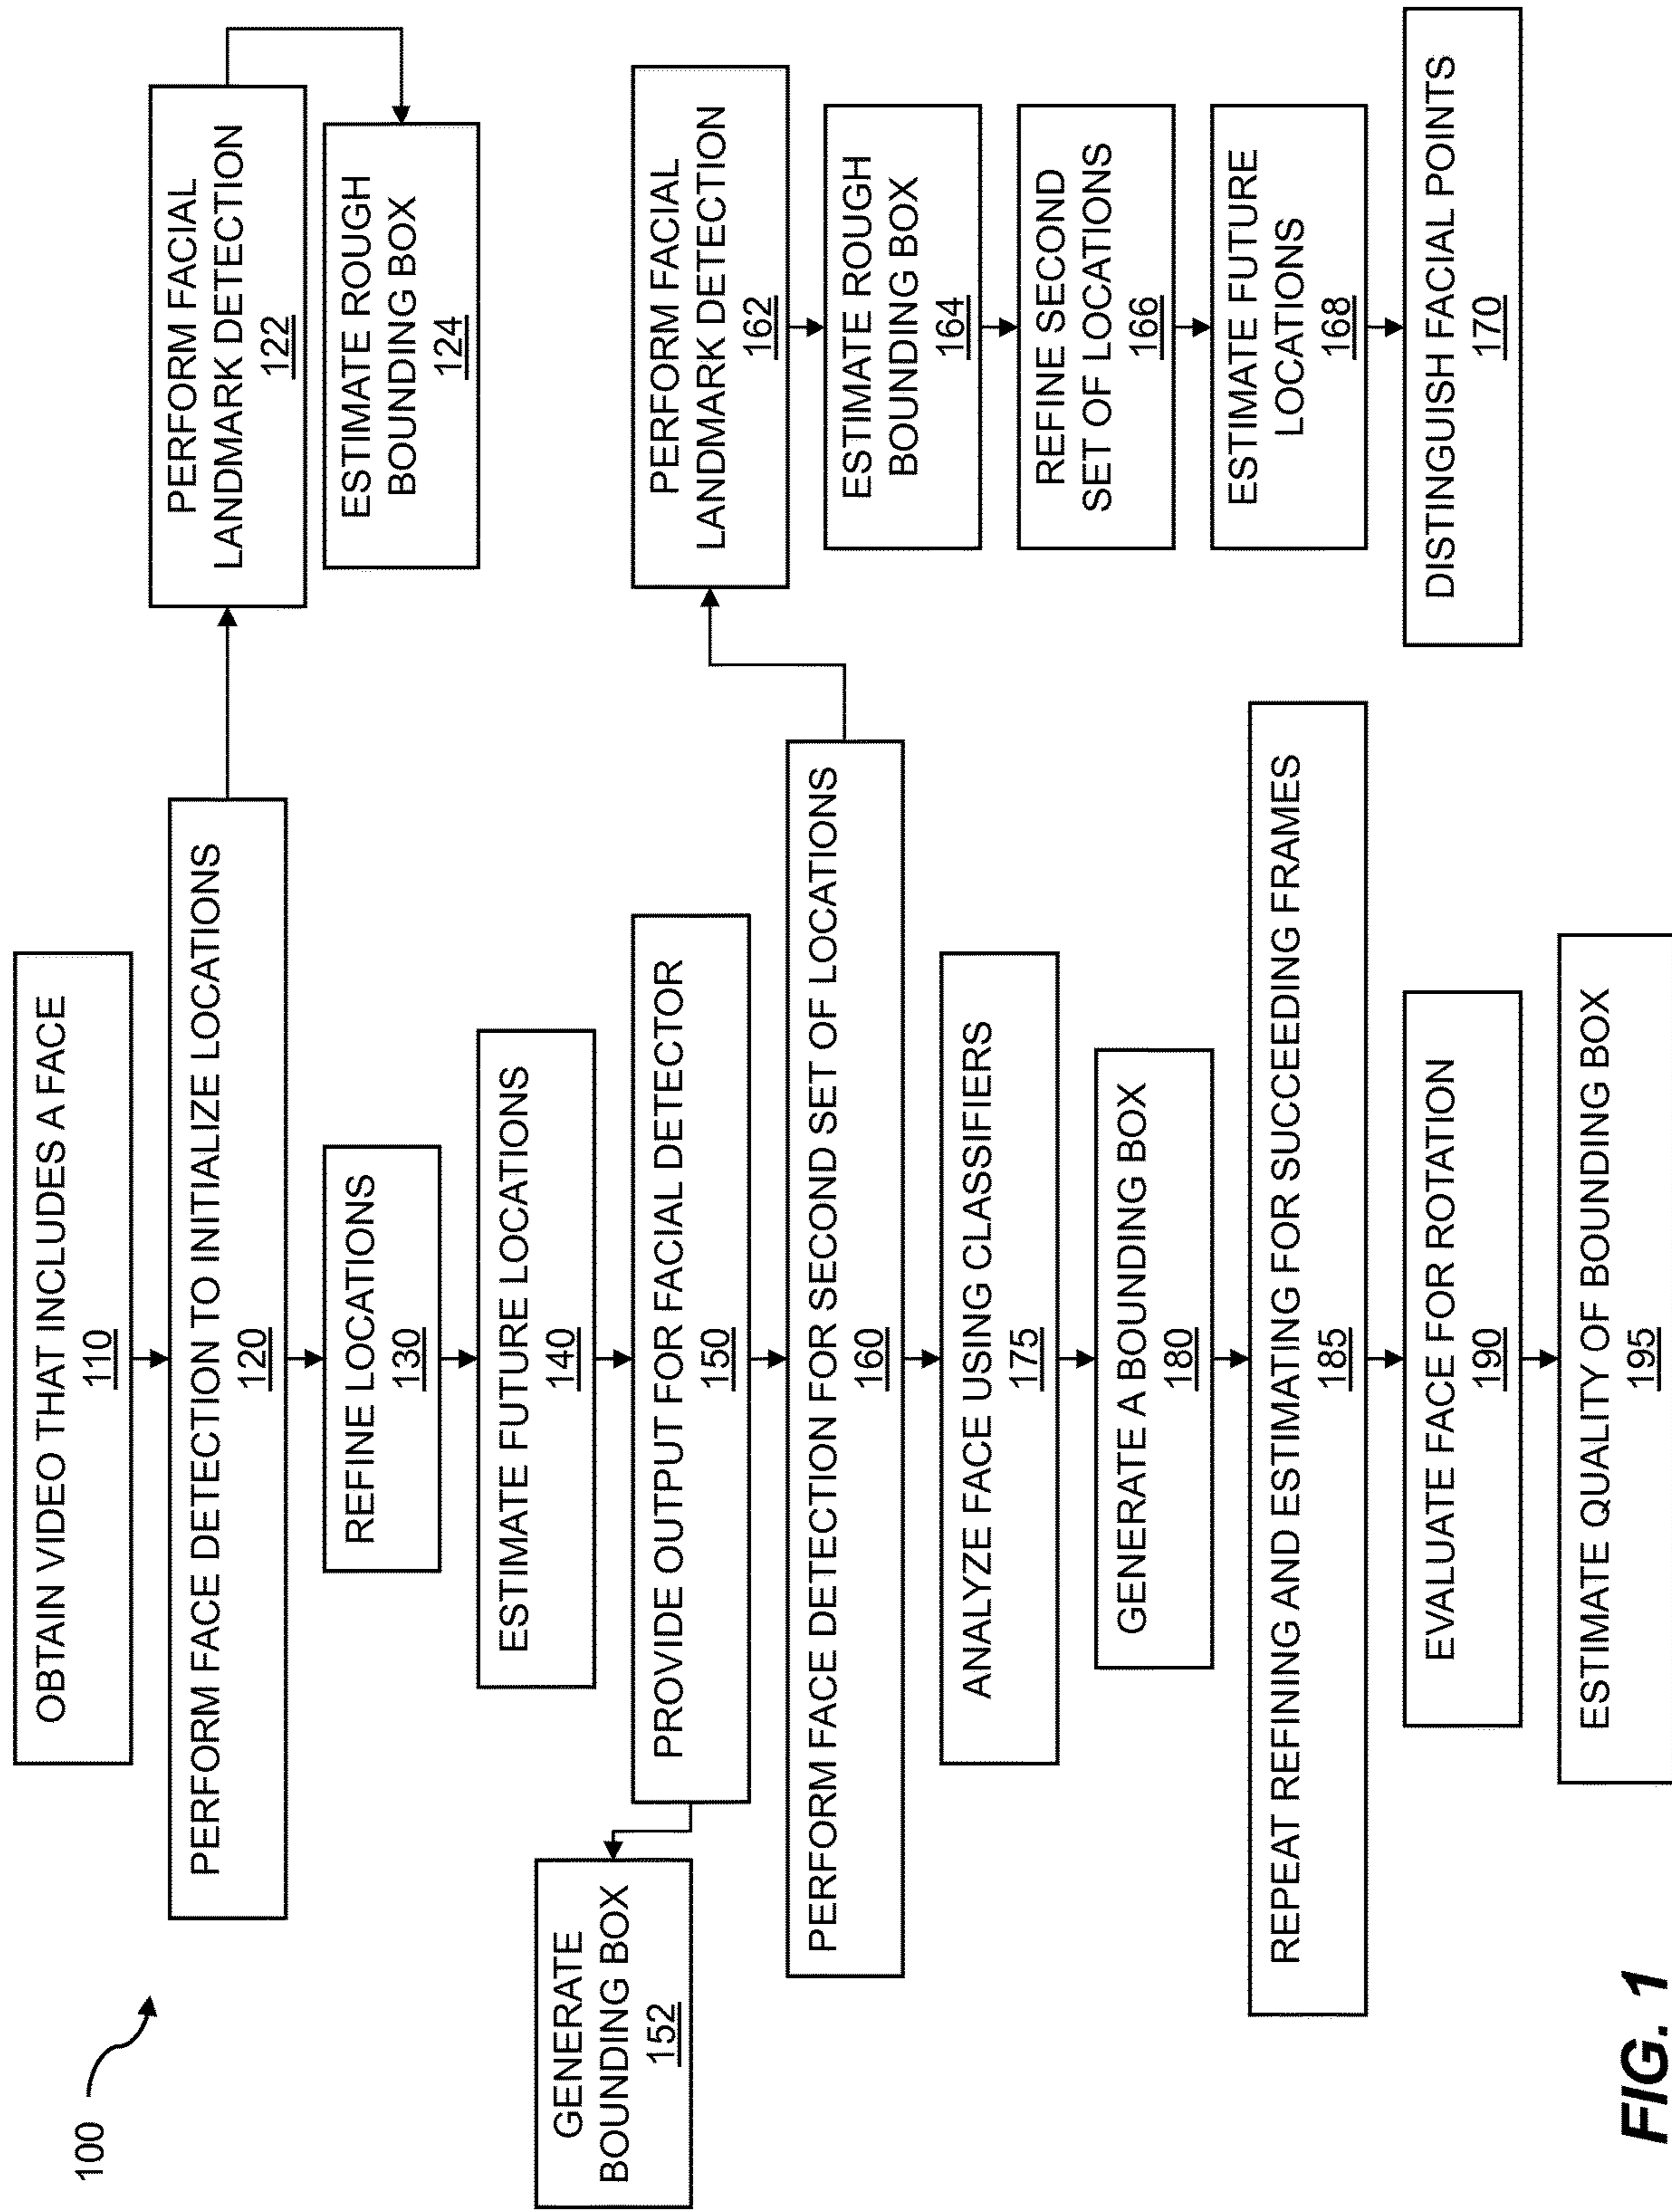 100
OBTAIN VIDEO THAT INCLUDES A FACE
110
PERFORM FACE DETECTION TO INITIALIZE LOCATIONS
120
PERFORM FACIAL
LANDMARK DETECTION
122
ESTIMATE ROUGH
BOUNDING BOX
124
REFINE LOCATIONS
130
ESTIMATE FUTURE LOCATIONS
140
PROVIDE OUTPUT FOR FACIAL DETECTOR
150
GENERATE
BOUNDING BOX
152
PERFORM FACE DETECTION FOR SECOND SET OF LOCATIONS
160
PERFORM FACIAL
LANDMARK DETECTION
162
ESTIMATE ROUGH
BOUNDING BOX
164
REFINE SECOND
SET OF LOCATIONS
166
ESTIMATE FUTURE
LOCATIONS
168
DISTINGUISH FACIAL POINTS
170
ANALYZE FACE USING CLASSIFIERS
175
GENERATE A BOUNDING BOX
180
REPEAT REFINING AND ESTIMATING FOR SUCCEEDING FRAMES
185
EVALUATE FACE FOR ROTATION
190
ESTIMATE QUALITY OF BOUNDING BOX
195
FIG. 1